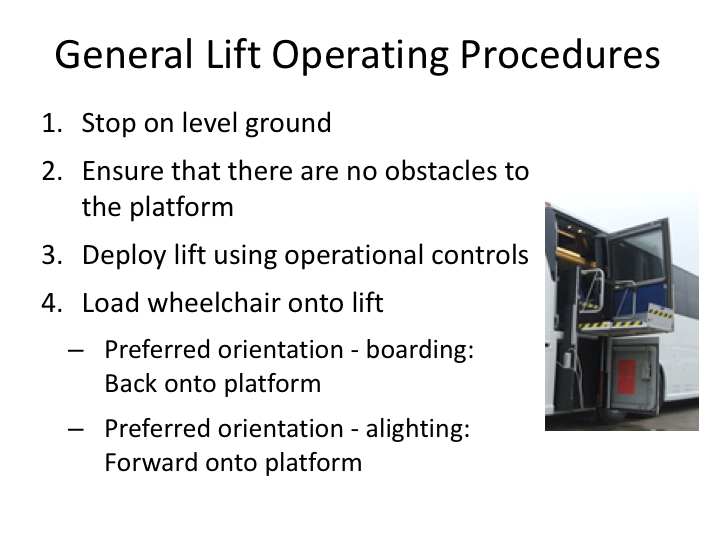 General Lift Operating Procedures
1. Stop on level ground
2. Ensure that there are no obstacles to
the platform
3. Deploy lift using operational controls
4. Load wheelchair onto lift
– Preferred orientation - boarding:
Back onto platform
– Preferred orientation - alighting:
Forward onto platform